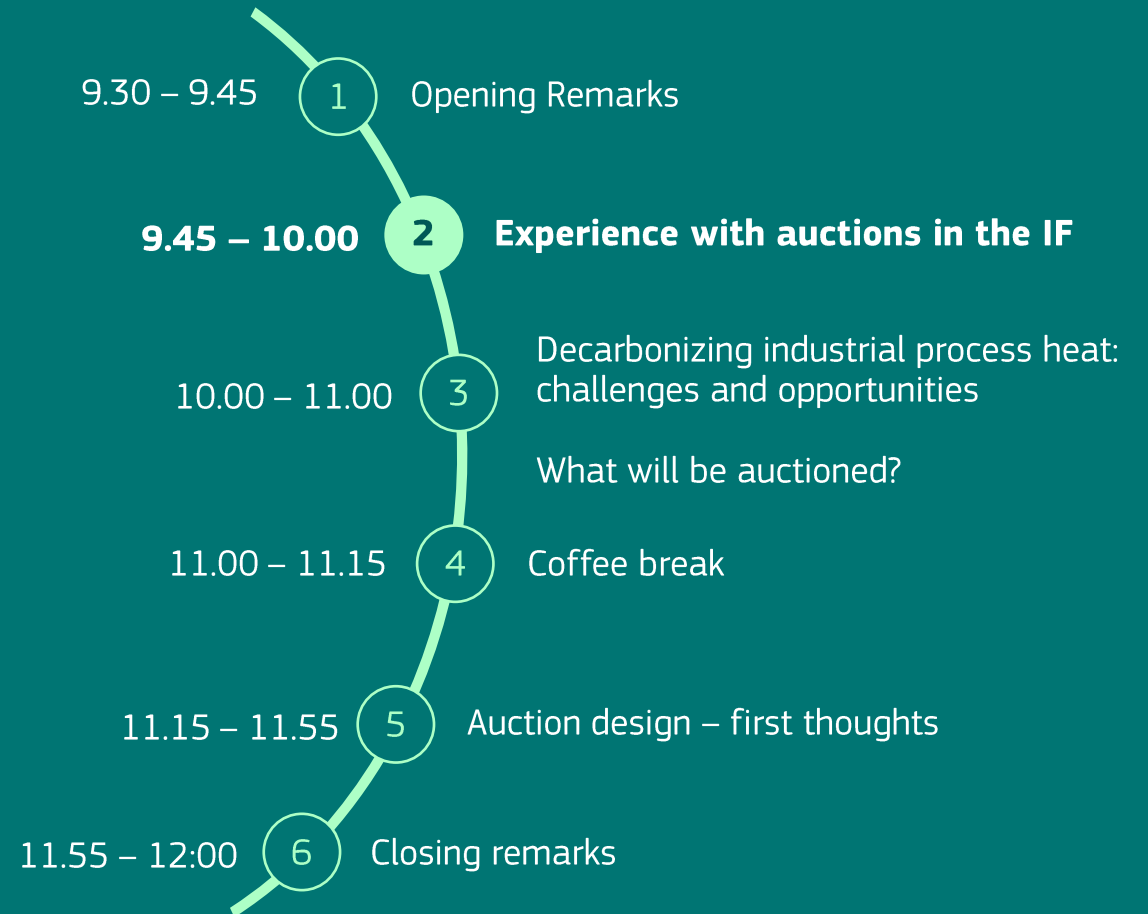 9.30 – 9.45 1 Opening Remarks
9.45 – 10.00 2 Experience with auctions in the IF
10.00 – 11.00 3 Decarbonizing industrial process heat:
challenges and opportunities
What will be auctioned?
11.00 – 11.15 4 Coffee break
11.15 – 11.55 5 Auction design – first thoughts
11.55 – 12:00 6 Closing remarks